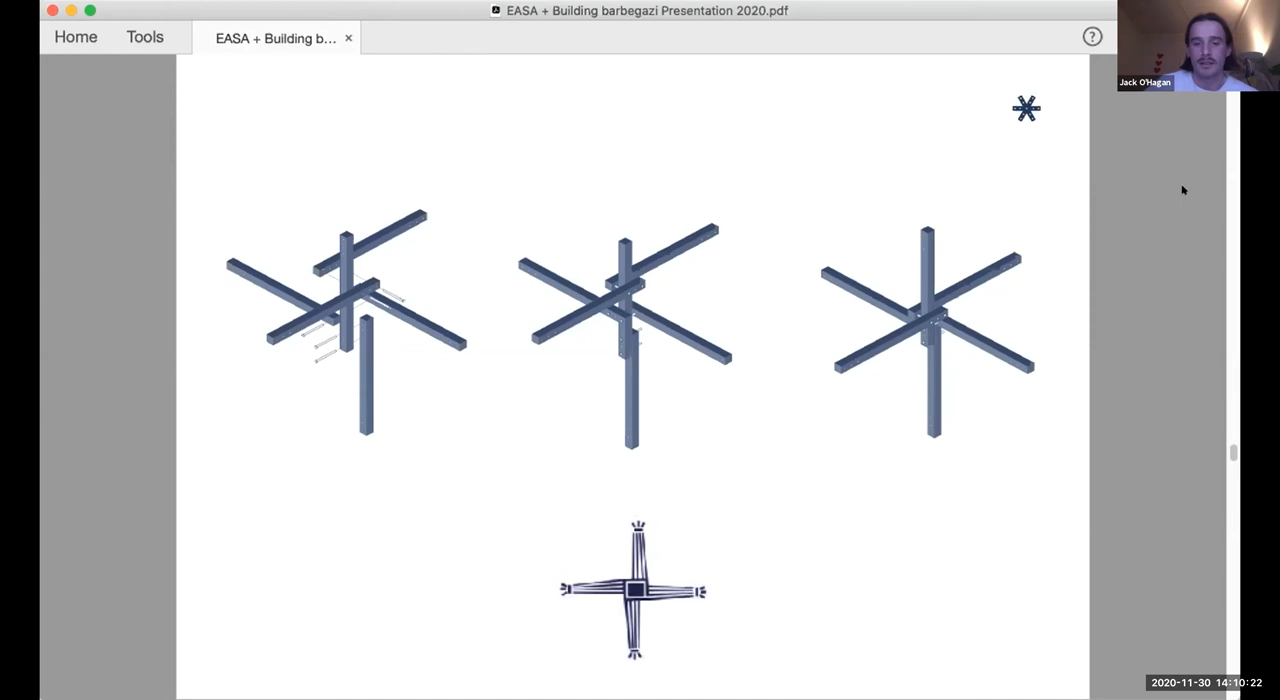 EASA + Building barbegazi Presentation 2020.pdf
Home
Tools
EASA + Building b...
×
?
Jack O'Hagan
2020-11-30 14:10:22